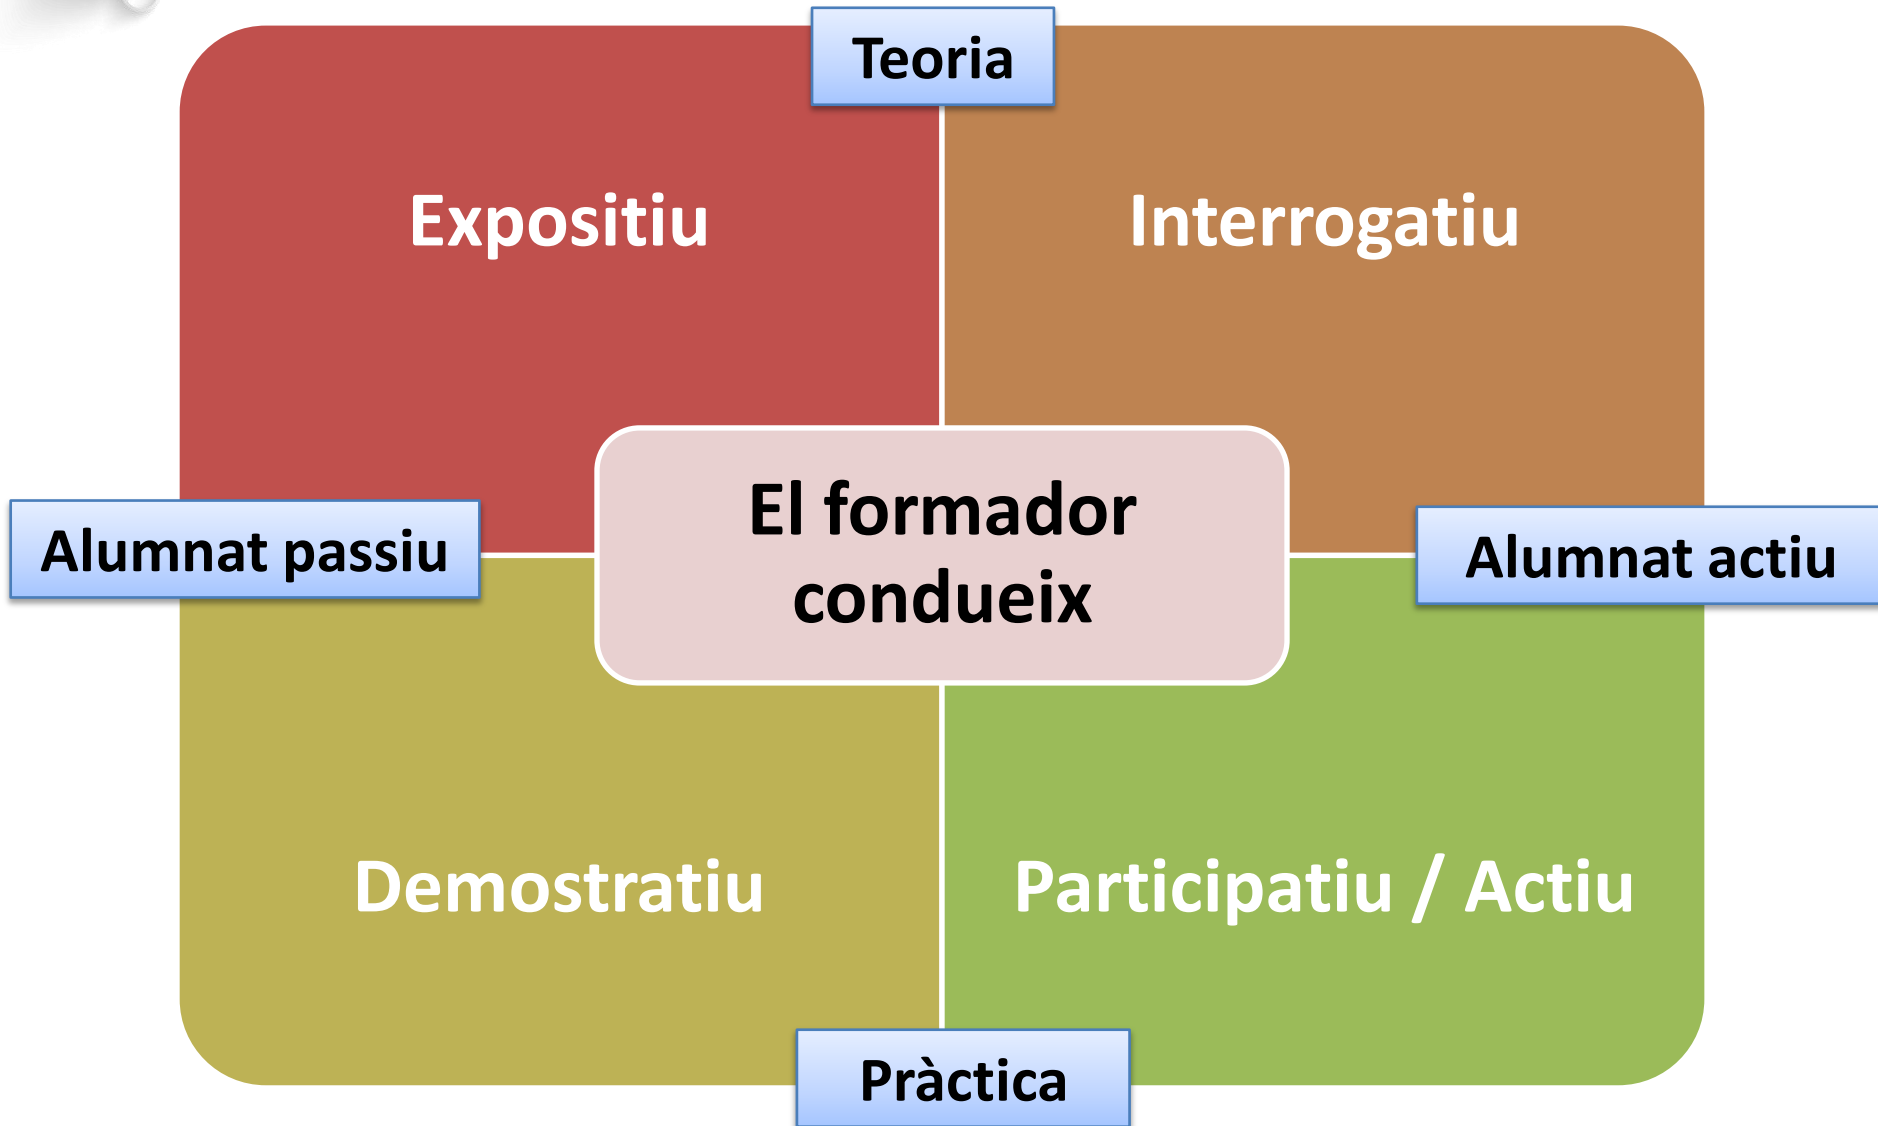 Teoria
Expositiu
Interrogatiu
El formador
condueix
Alumnat passiu
Alumnat actiu
Demostratiu
Participatiu / Actiu
Pràctica